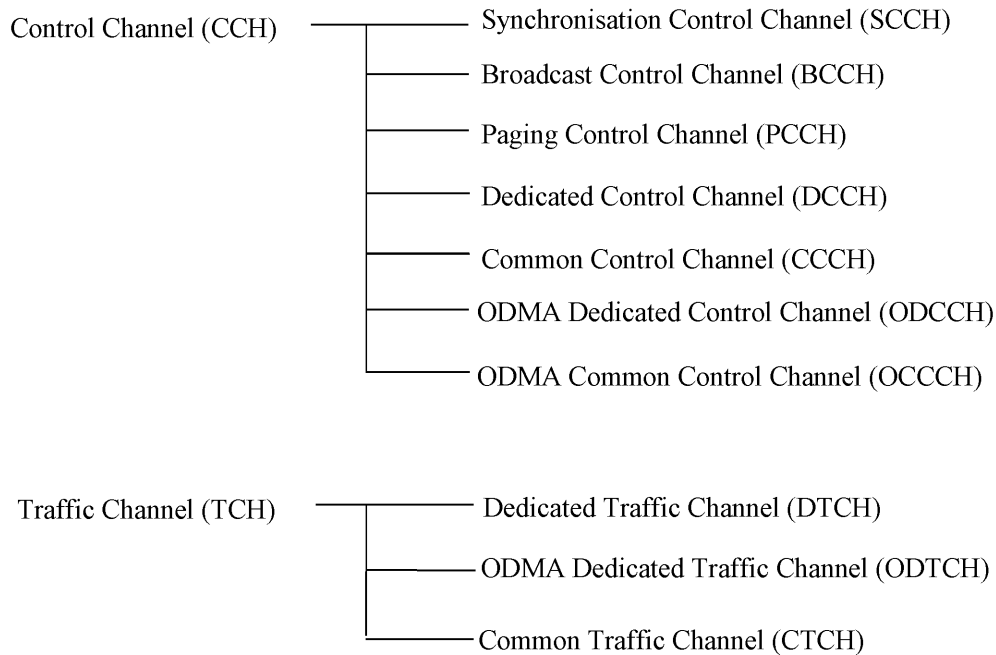 Control Channel (CCH)
Synchronisation Control Channel (SCCH)
Broadcast Control Channel (BCCH)
Paging Control Channel (PCCH)
Dedicated Control Channel (DCCH)
Common Control Channel (CCCH)
ODMA Dedicated Control Channel (ODCCH)
ODMA Common Control Channel (OCCCH)
Traffic Channel (TCH)
Dedicated Traffic Channel (DTCH)
ODMA Dedicated Traffic Channel (ODTCH)
Common Traffic Channel (CTCH)